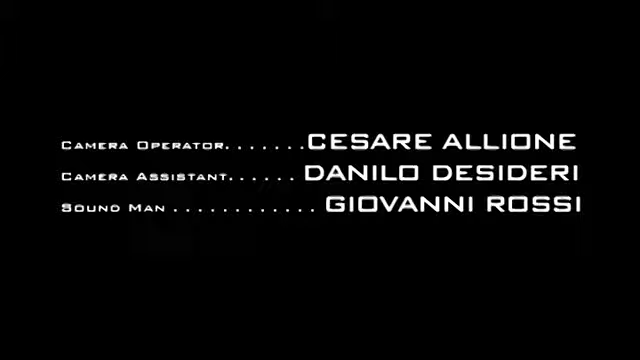 Camera Operator. . . . . . . CESARE ALLIONE
Camera Assistant. . . . . . DANILO DESIDERI
Sound Man . . . . . . . . . . . . GIOVANNI ROSSI